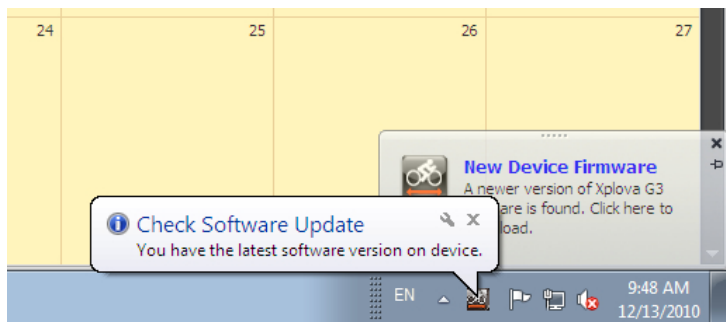 24 25 26 27
New Device Firmware
A newer version of Xplova G3
are is found. Click here to
load.
Check Software Update
You have the latest software version on device.
EN
9:48 AM
12/13/2010